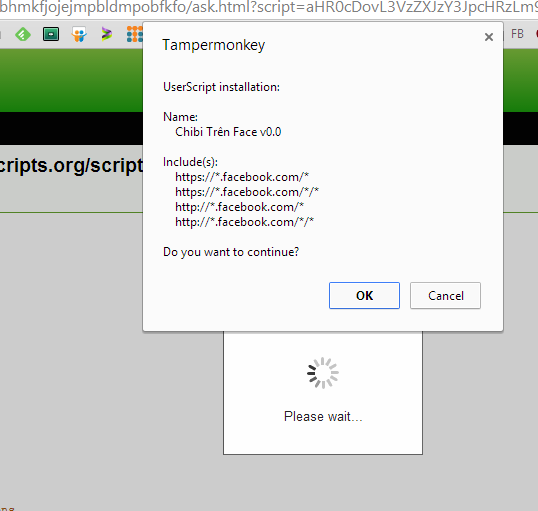 bhmkfjojejmpbldmpobfkfo/ask.html?script=aHR0cDovL3VzZXJzY3JpcHRzLm9
FB
Tampermonkey
UserScript installation:
Name:
Chibi Trên Face v0.0
cripts.org/script
Include(s):
https://*.facebook.com/*
https://*.facebook.com/*/*
http://*.facebook.com/*
http://*.facebook.com/*/*
Do you want to continue?
OK Cancel
Please wait...